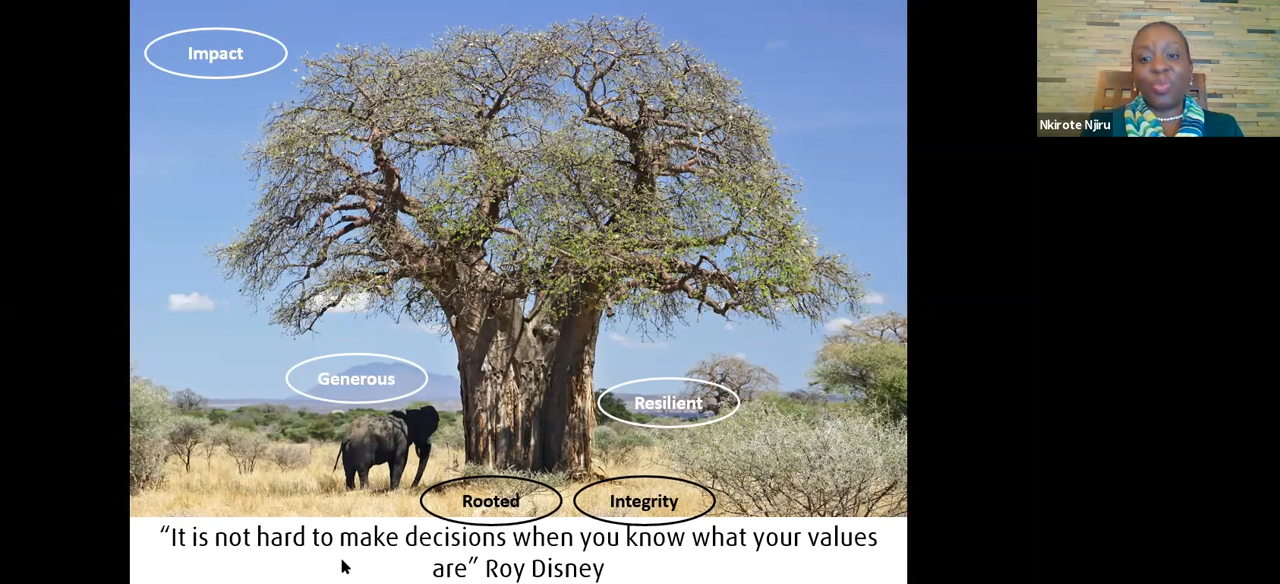 Impact
Nkirote Njiru
Generous
Resilient
Rooted
Integrity
“It is not hard to make decisions when you know what your values
are” Roy Disney